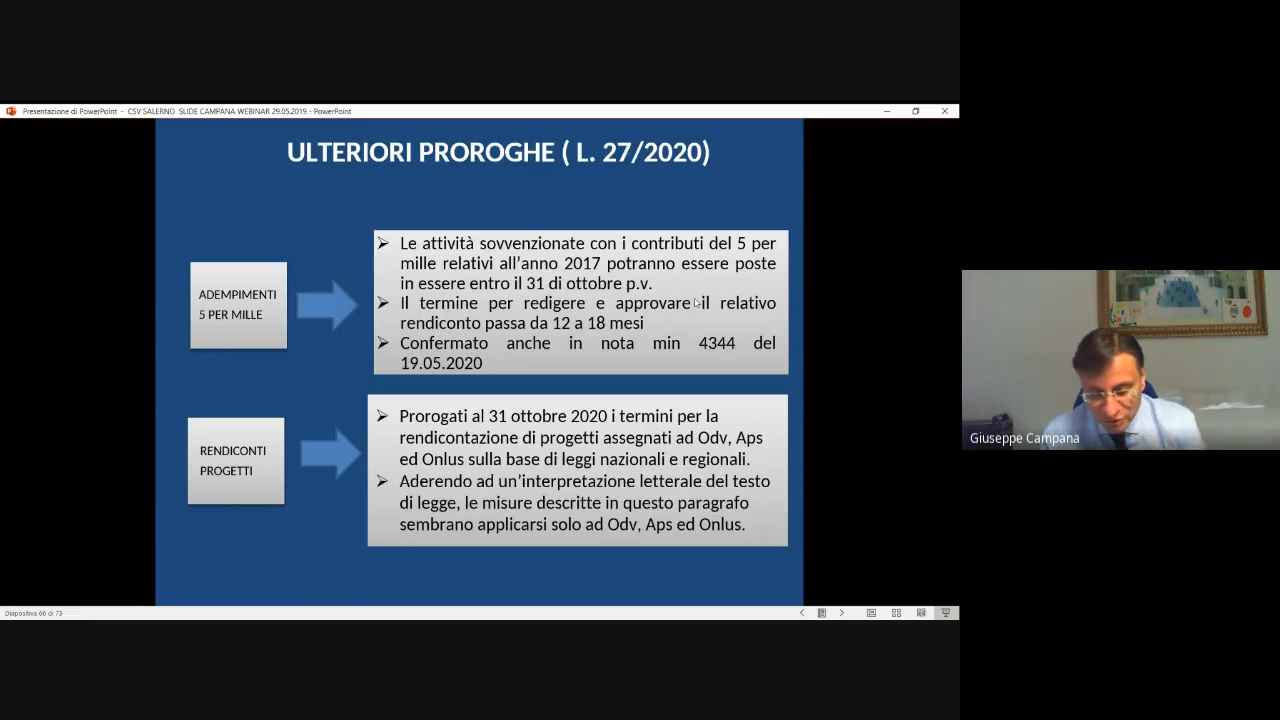 Presentazione di PowerPoint - CSV SALERNO SLIDE CAMPANA WEBINAR 29.05.2019 - PowerPoint
ULTERIORI PROROGHE ( L. 27/2020)
ADEMPIMENTI
5 PER MILLE
➢ Le attività sovvenzionate con i contributi del 5 per
mille relativi all’anno 2017 potranno essere poste
in essere entro il 31 di ottobre p.v.
➢ Il termine per redigere e approvare il relativo
rendiconto passa da 12 a 18 mesi
➢ Confermato anche in nota min 4344 del
19.05.2020
RENDICONTI
PROGETTI
➢ Prorogati al 31 ottobre 2020 i termini per la
rendicontazione di progetti assegnati ad Odv, Aps
ed Onlus sulla base di leggi nazionali e regionali.
➢ Aderendo ad un’interpretazione letterale del testo
di legge, le misure descritte in questo paragrafo
sembrano applicarsi solo ad Odv, Aps ed Onlus.
Giuseppe Campana
Diapositiva 66 di 73